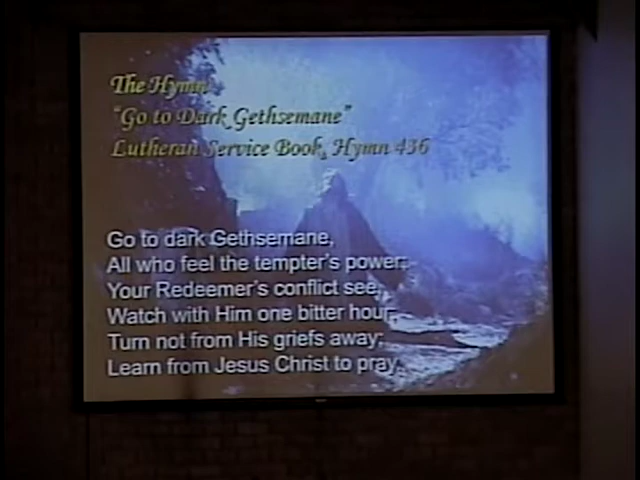 The Hymn
"Go to Dark Gethsemane"
Lutheran Service Book, Hymn 436
Go to dark Gethsemane,
All who feel the tempter's power;
Your Redeemer's conflict see,
Watch with Him one bitter hour;
Turn not from His griefs away;
Learn from Jesus Christ to pray.